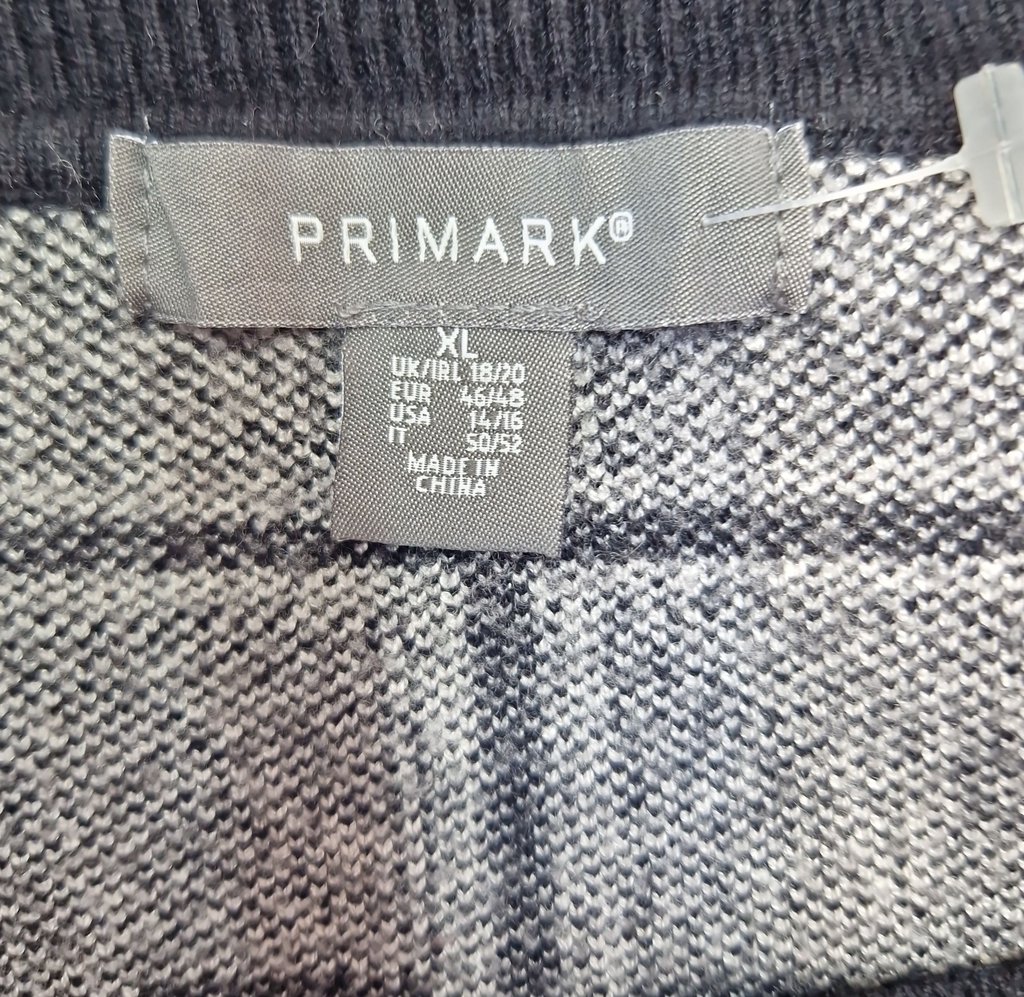 PRIMARK®
XL
UK/IRL 18/20
EUR 46/48
USA 14/16
IT 50/52
MADE IN
CHINA